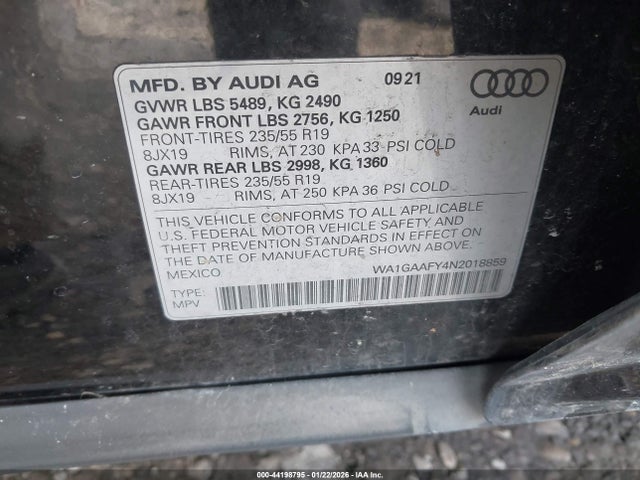 MFD. BY AUDI AG 09 21
GVWR LBS 5489, KG 2490
GAWR FRONT LBS 2756, KG 1250
FRONT-TIRES 235/55 R19
8JX19 RIMS, AT 230 KPA 33 PSI COLD
GAWR REAR LBS 2998, KG 1360
REAR-TIRES 235/55 R19
8JX19 RIMS, AT 250 KPA 36 PSI COLD
Audi
THIS VEHICLE CONFORMS TO ALL APPLICABLE
U.S. FEDERAL MOTOR VEHICLE SAFETY AND
THEFT PREVENTION STANDARDS IN EFFECT ON
THE DATE OF MANUFACTURE SHOWN ABOVE.
MEXICO WA1GAAFY4N2018859
TYPE:
MPV
000-44198795 - 01/22/2026 - IAA Inc.